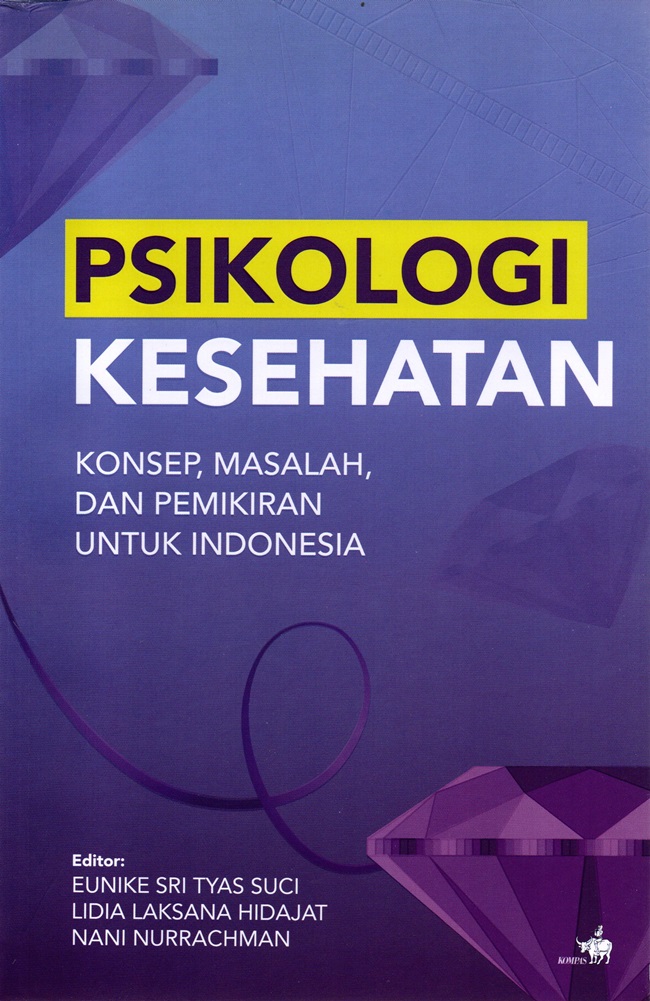 PSIKOLOGI
KESEHATAN
KONSEP, MASALAH,
DAN PEMIKIRAN
UNTUK INDONESIA
Editor:
EUNIKE SRI TYAS SUCI
LIDIA LAKSANA HIDAJAT
NANI NURRACHMAN
KOMPAS